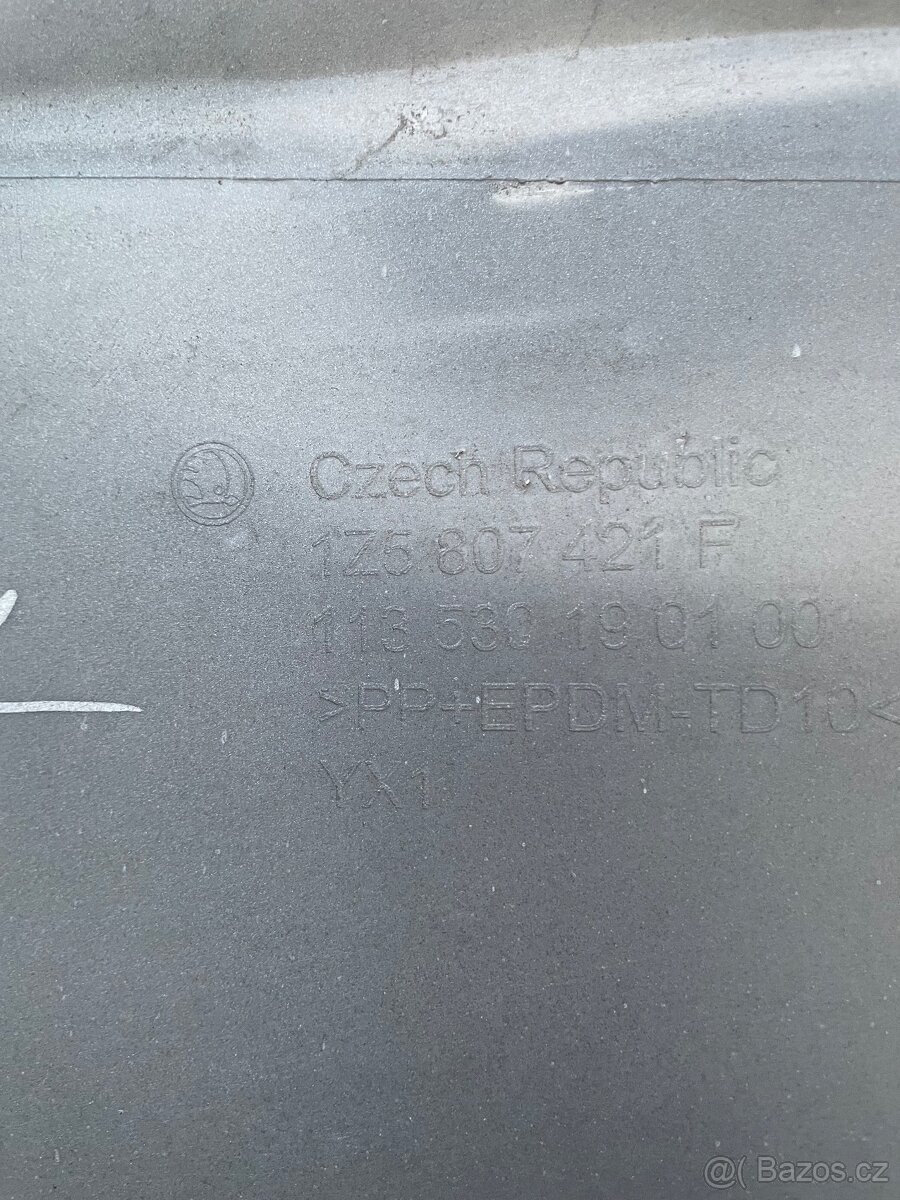 Czech Republic
1Z5 807 421 F
113 530 19 01 00
>PP+EPDM-TD10<
YX1
@( Bazos.cz